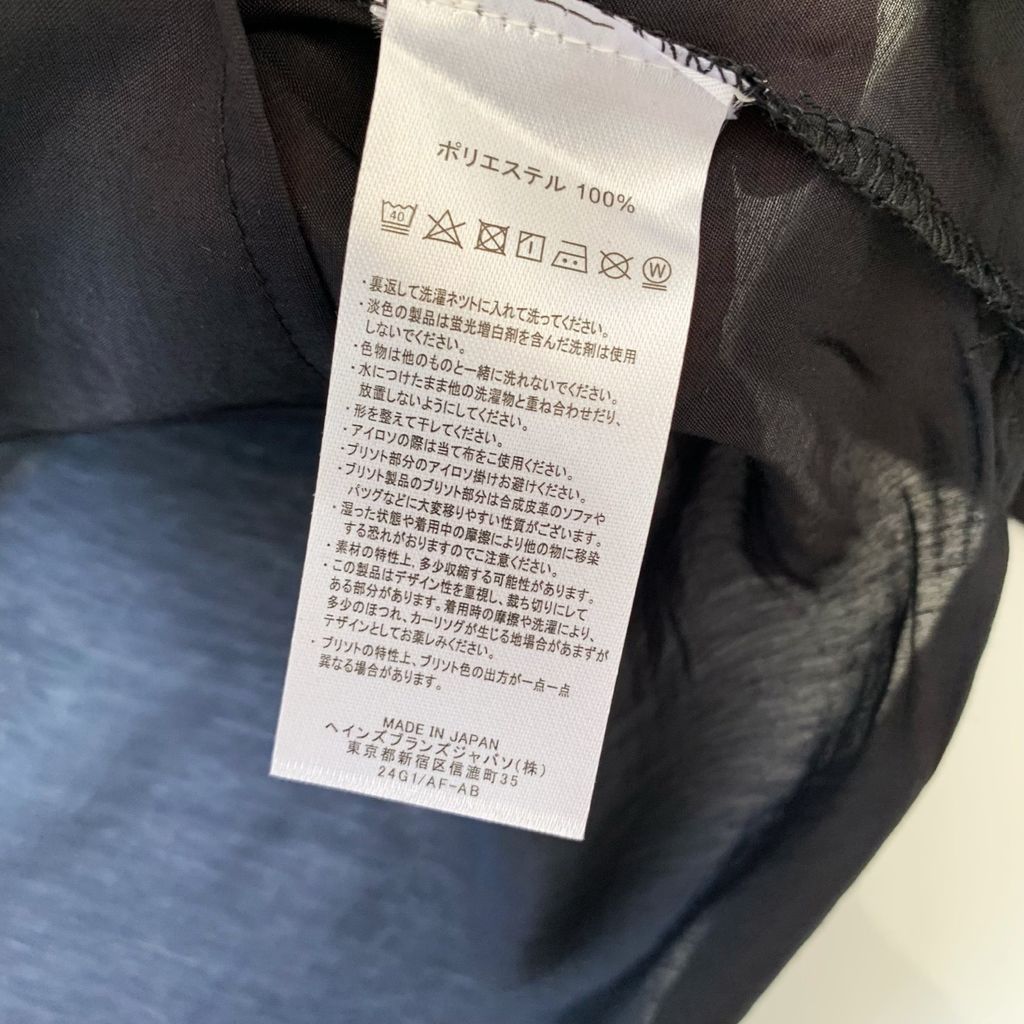 ポリエステル 100%
40
W
・裏返して洗濯ネットに入れて洗ってください。
・淡色の製品は蛍光増白剤を含んだ洗剤は使用
しないでください。
・色物は他のものと一緒に洗れないでください。
・水につけたまま他の洗濯物と重ね合わせだり、
放置しないようにしてください。
・形を整えて干してください。
・アイロソの際は当て布をご使用ください。
・ブリソト部分のアイロソ掛けお避けください。
・ブリソト製品のブリソト部分は合成皮革のソファや
バッグなどに大変移りやすい性質がございます。
・湿った状態や着用中の摩擦により他の物に移染
する恐れがおりますのでご注意ください。
・素材の特性上，多少収縮する可能性があります。
・この製品はデザイン性を重視し、裁ち切りにして
ある部分があります。着用時の摩擦や洗濯により、
多少のほつれ、カーリソグが生じる地場合があまずが
デザインとしてお薬しみください。
・ブリソトの特性上、ブリソト色の出方が一点一点
異なる場合があります。
MADE IN JAPAN
ヘインズブランズジャパソ(株)
東京都新宿区信濃町35
24G1/AF-AB